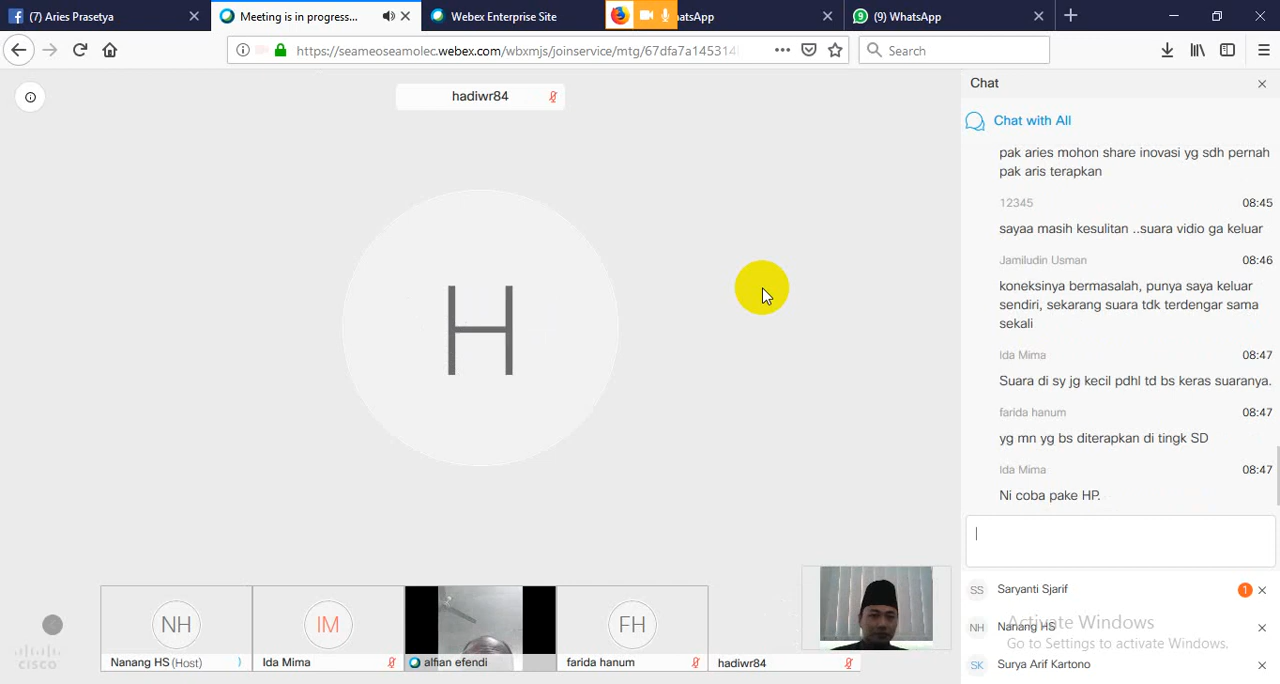 (7) Aries Prasetya
Meeting is in progress...
Webex Enterprise Site
atsApp
(9) WhatsApp
https://seameoseamolec.webex.com/wbxmjs/joinservice/mtg/67dfa7a145314
Search
hadiwr84
H
Chat
Chat with All
pak aries mohon share inovasi yg sdh pernah
pak aris terapkan
12345 08:45
sayaa masih kesulitan ..suara vidio ga keluar
Jamiludin Usman 08:46
koneksinya bermasalah, punya saya keluar
sendiri, sekarang suara tdk terdengar sama
sekali
Ida Mima 08:47
Suara di sy jg kecil pdhl td bs keras suaranya.
farida hanum 08:47
yg mn yg bs diterapkan di tingk SD
Ida Mima 08:47
Ni coba pake HP.
SS Saryanti Sjarif 1
NH Nanang HS
Activate Windows
Go to Settings to activate Windows.
SK Surya Arif Kartono
NH
Nanang HS (Host)
IM
Ida Mima
alfian efendi
FH
farida hanum
hadiwr84
cisco